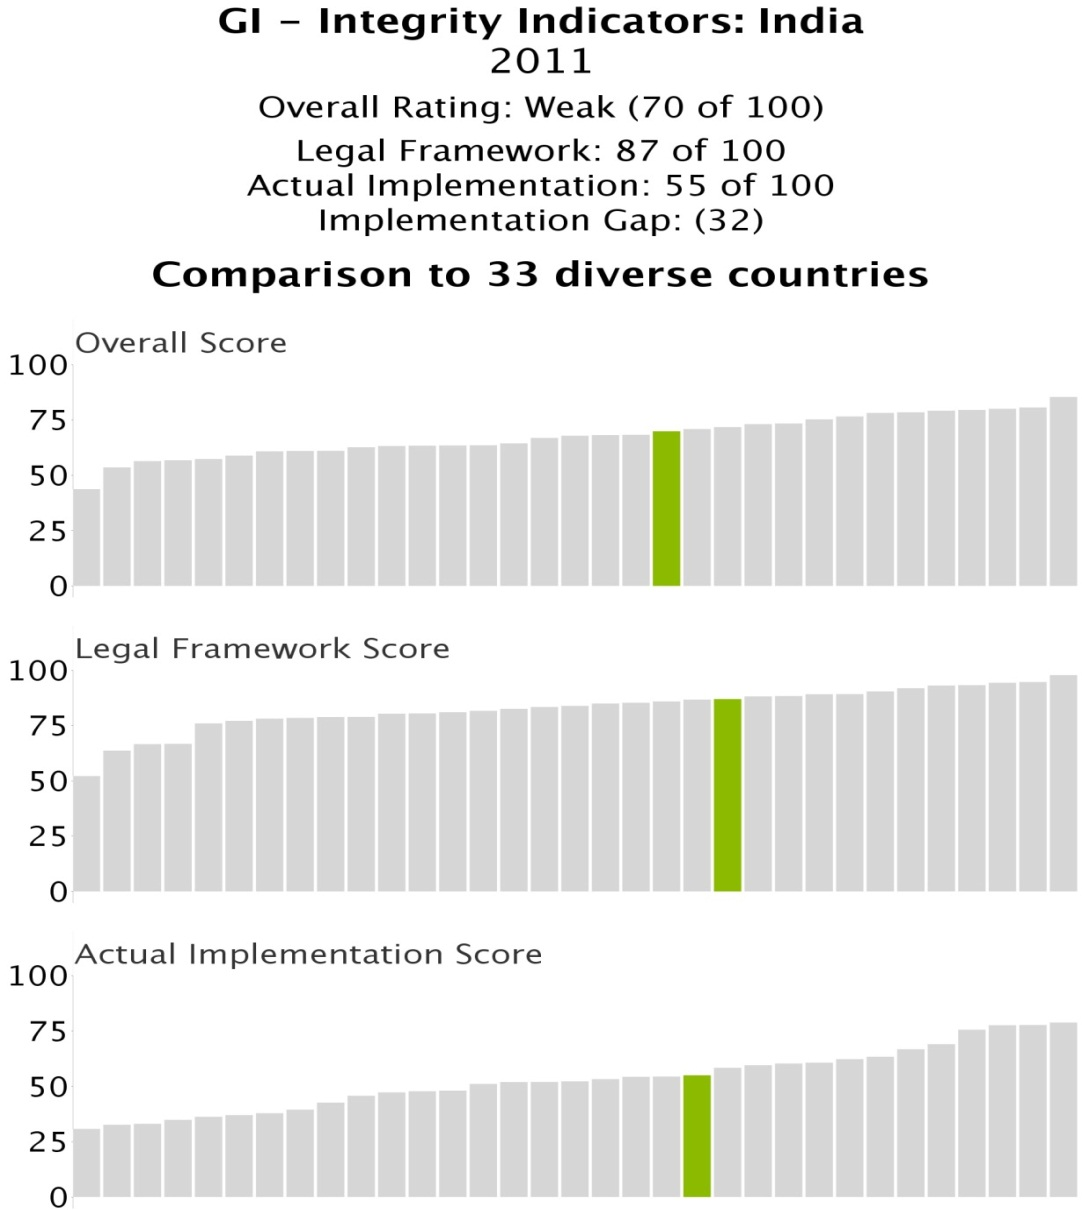 GI – Integrity Indicators: India
2011
Overall Rating: Weak (70 of 100)
Legal Framework: 87 of 100
Actual Implementation: 55 of 100
Implementation Gap: (32)
Comparison to 33 diverse countries
Overall Score
100
75
50
25
0
Legal Framework Score
100
75
50
25
0
Actual Implementation Score
100
75
50
25
0